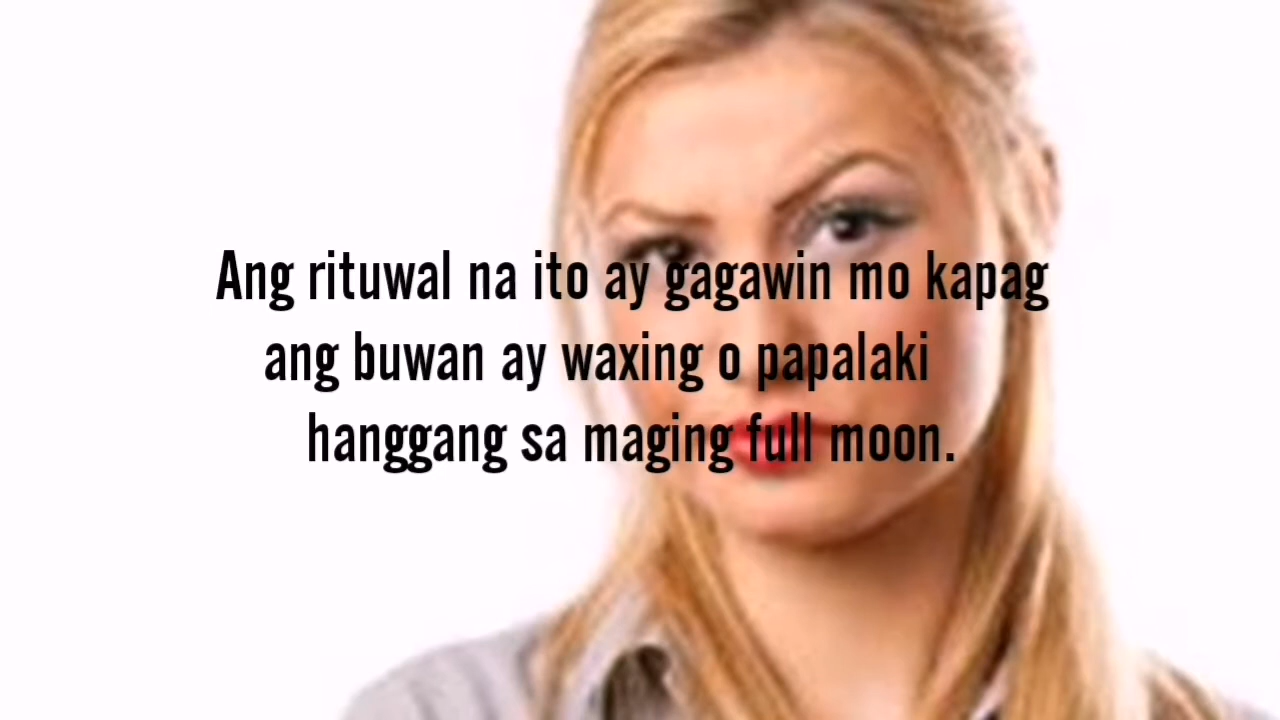 Ang rituwal na ito ay gagawin mo kapag
ang buwan ay waxing o papalaki
hanggang sa maging full moon.